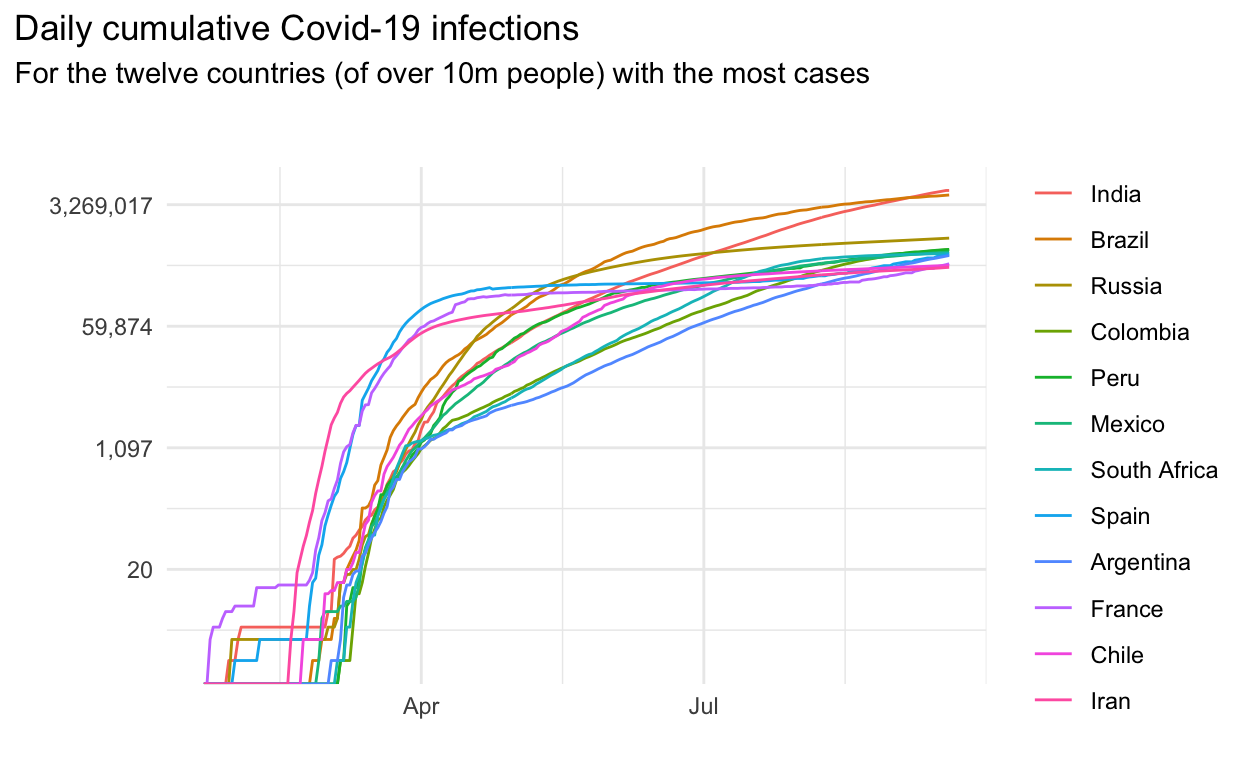 Daily cumulative Covid-19 infections
For the twelve countries (of over 10m people) with the most cases
3,269,017
59,874
1,097
20
Apr
Jul
India
Brazil
Russia
Colombia
Peru
Mexico
South Africa
Spain
Argentina
France
Chile
Iran